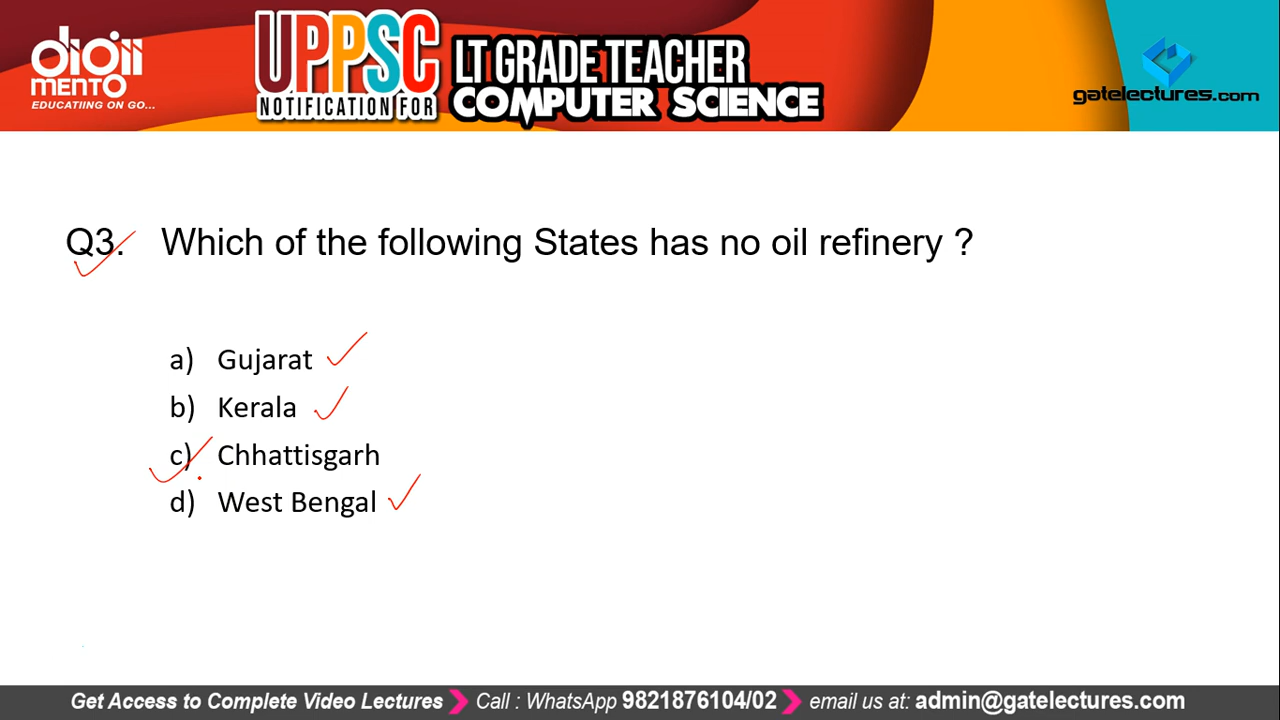 digii
MENTO
EDUCATIING ON GO...
UPPSC
NOTIFICATION FOR
LT GRADE TEACHER
COMPUTER SCIENCE
gatelectures.com
Q3. Which of the following States has no oil refinery ?
a) Gujarat
b) Kerala
c) Chhattisgarh
d) West Bengal
Get Access to Complete Video Lectures Call : WhatsApp 9821876104/02 email us at: admin@gatelectures.com